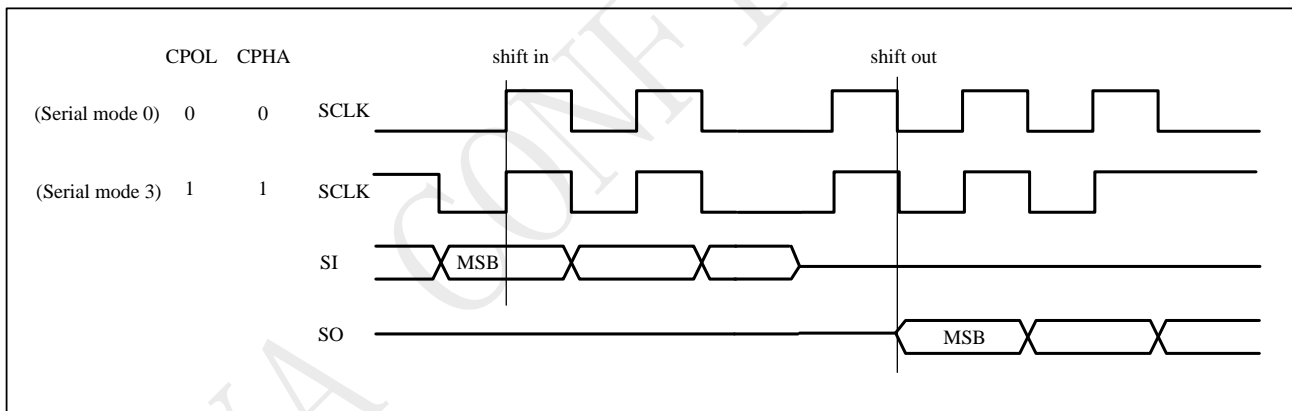 CPOL CPHA shift in shift out
(Serial mode 0) 0 0 SCLK
(Serial mode 3) 1 1 SCLK
SI MSB
SO MSB